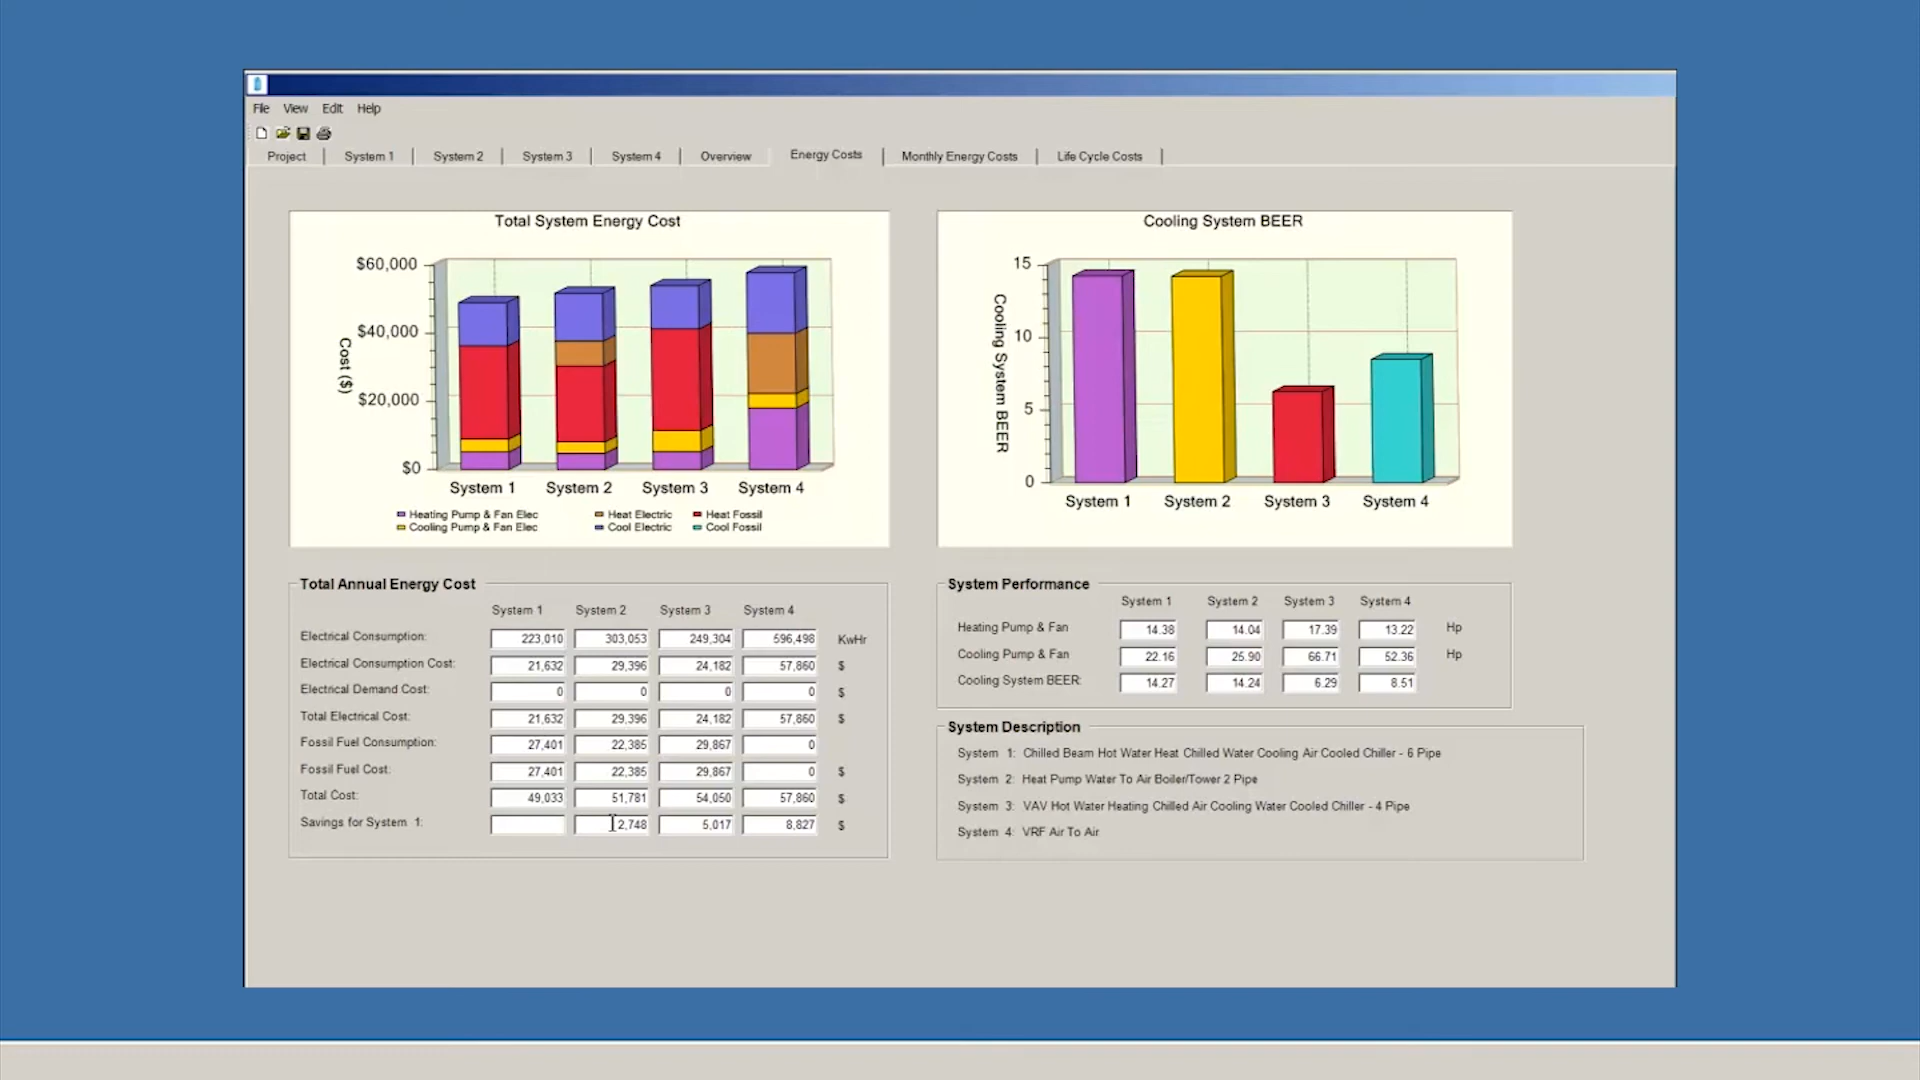 File View Edit Help
Project System 1 System 2 System 3 System 4 Overview Energy Costs Monthly Energy Costs Life Cycle Costs
Total System Energy Cost
$60,000
$40,000
$20,000
$0
Cost ($)
System 1 System 2 System 3 System 4
Heating Pump & Fan Elec Heat Electric Heat Fossil
Cooling Pump & Fan Elec Cool Electric Cool Fossil
Cooling System BEER
15
10
5
0
Cooling System BEER
System 1 System 2 System 3 System 4
Total Annual Energy Cost
System 1 System 2 System 3 System 4
Electrical Consumption: 223,010 303,053 249,304 596,498 KwHr
Electrical Consumption Cost: 21,632 29,396 24,182 57,860 $
Electrical Demand Cost: 0 0 0 0 $
Total Electrical Cost: 21,632 29,396 24,182 57,860 $
Fossil Fuel Consumption: 27,401 22,385 29,867 0
Fossil Fuel Cost: 27,401 22,385 29,867 0 $
Total Cost: 49,033 51,781 54,050 57,860 $
Savings for System 1: 2,748 5,017 8,827 $
System Performance
System 1 System 2 System 3 System 4
Heating Pump & Fan 14.38 14.04 17.39 13.22 Hp
Cooling Pump & Fan 22.16 25.90 66.71 52.36 Hp
Cooling System BEER: 14.27 14.24 6.29 8.51
System Description
System 1: Chilled Beam Hot Water Heat Chilled Water Cooling Air Cooled Chiller - 6 Pipe
System 2: Heat Pump Water To Air Boiler/Tower 2 Pipe
System 3: VAV Hot Water Heating Chilled Air Cooling Water Cooled Chiller - 4 Pipe
System 4: VRF Air To Air